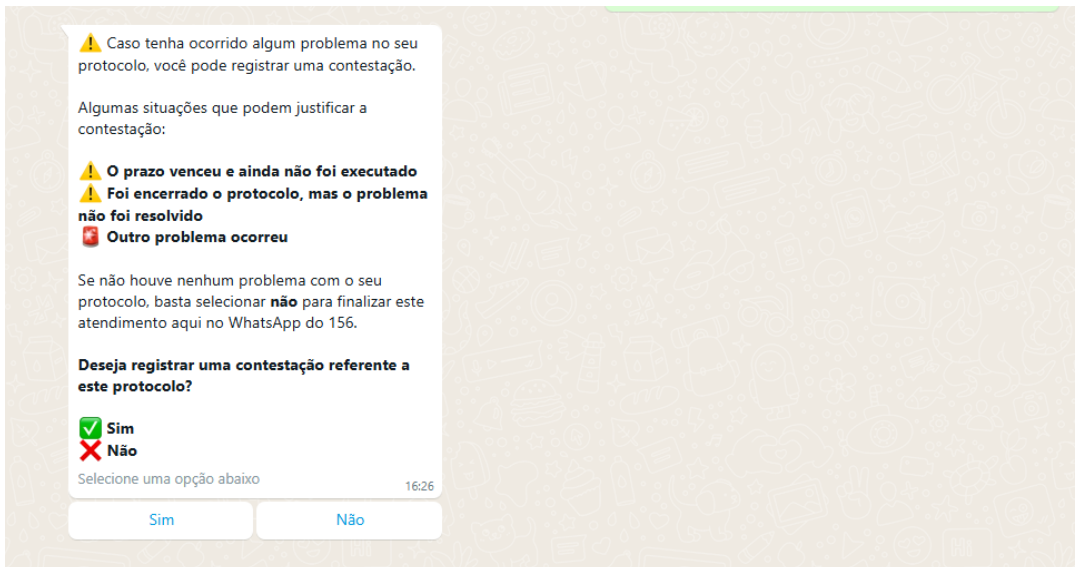 ⚠️ Caso tenha ocorrido algum problema no seu
protocolo, você pode registrar uma contestação.
Algumas situações que podem justificar a
contestação:
⚠️ O prazo venceu e ainda não foi executado
⚠️ Foi encerrado o protocolo, mas o problema
não foi resolvido
🚨 Outro problema ocorreu
Se não houve nenhum problema com o seu
protocolo, basta selecionar não para finalizar este
atendimento aqui no WhatsApp do 156.
Deseja registrar uma contestação referente a
este protocolo?
✅ Sim
❌ Não
Selecione uma opção abaixo
16:26
Sim
Não